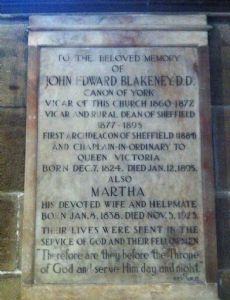 TO THE BELOVED MEMORY
OF
JOHN EDWARD BLAKENEY, D.D.
CANON OF YORK
VICAR OF THIS CHURCH 1860-1877
VICAR AND RURAL DEAN OF SHEFFIELD
1877-1895
FIRST ARCHDEACON OF SHEFFIELD (1884)
AND CHAPLAIN-IN-ORDINARY TO
QUEEN VICTORIA
BORN DEC. 7, 1824. DIED JAN. 12, 1895.
ALSO
MARTHA
HIS DEVOTED WIFE AND HELPMATE
BORN JAN. 8, 1838. DIED NOV. 3, 1925.
THEIR LIVES WERE SPENT IN THE
SERVICE OF GOD AND THEIR FELLOWMEN
"Therefore are they before the Throne
of God and serve Him day and night."